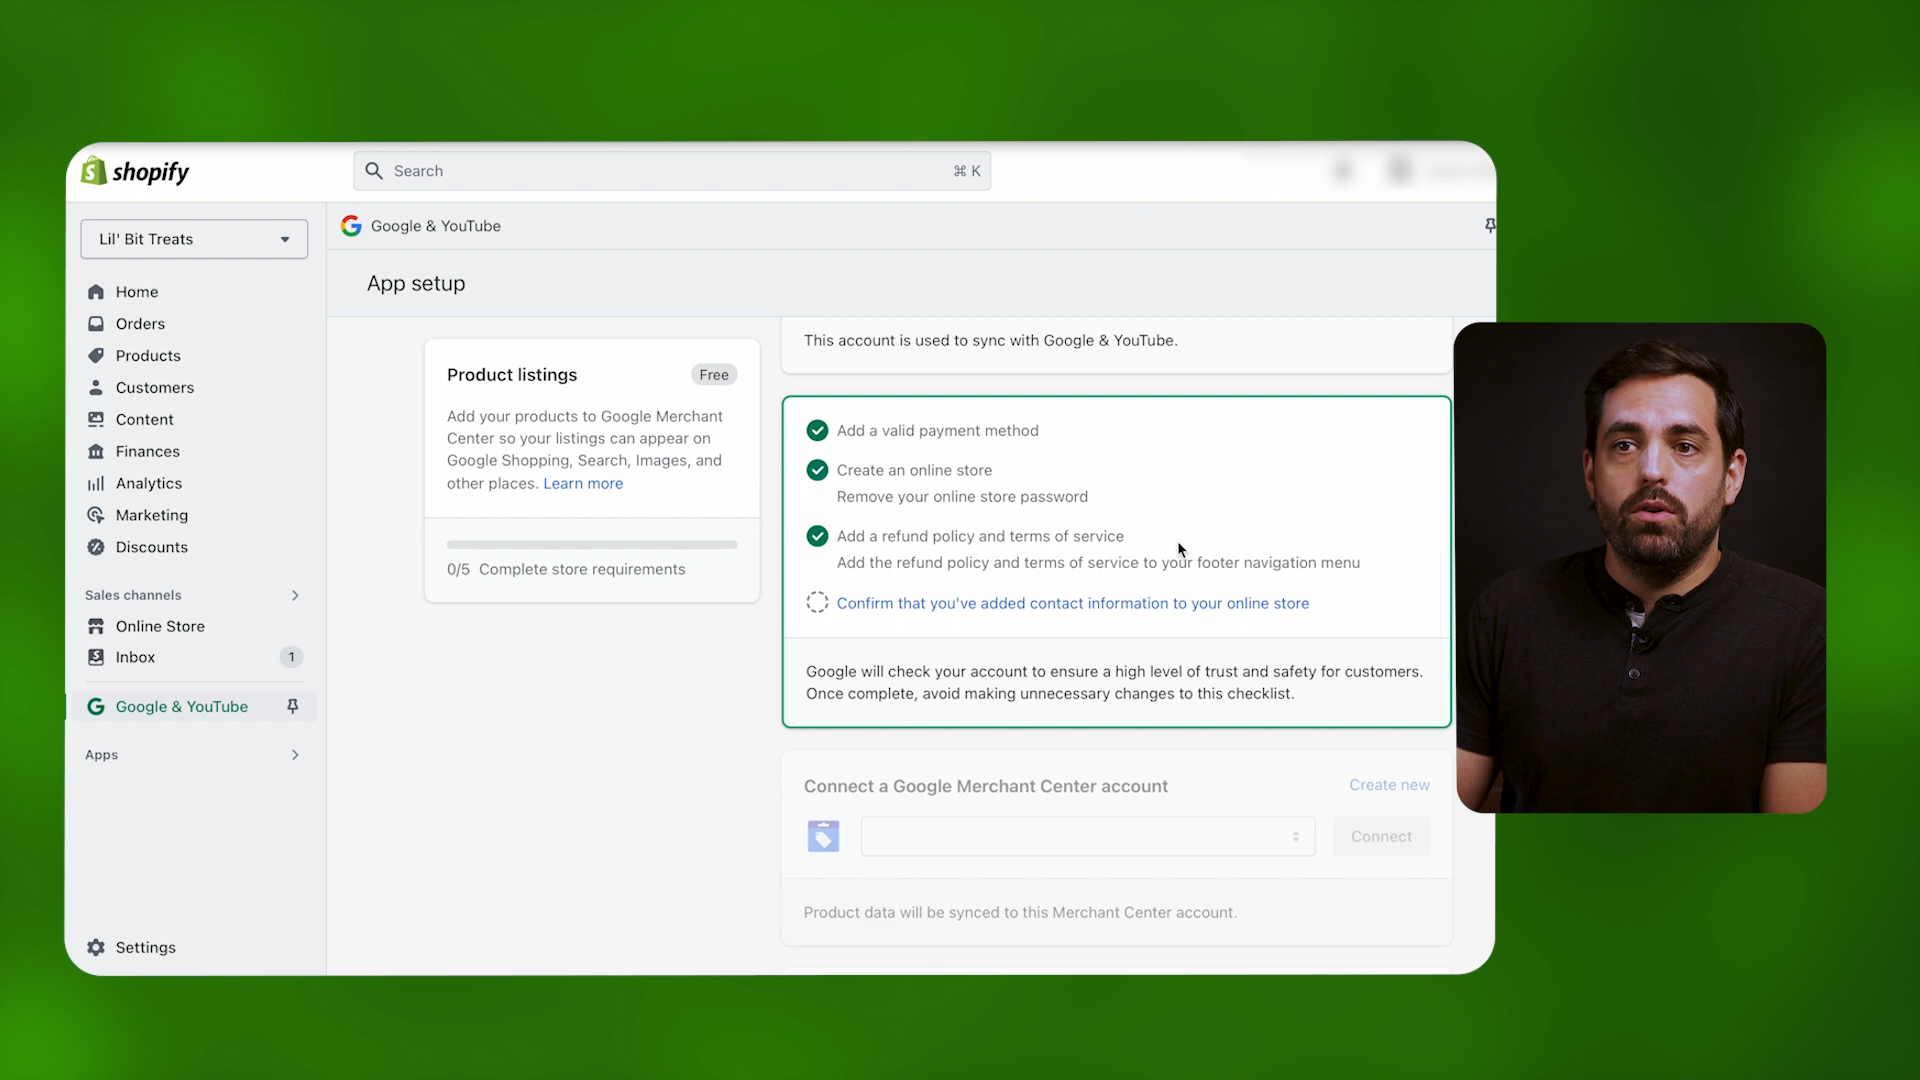 shopify
Search
⌘ K
Lil' Bit Treats
Home
Orders
Products
Customers
Content
Finances
Analytics
Marketing
Discounts
Sales channels
Online Store
Inbox
1
Google & YouTube
Apps
Settings
Google & YouTube
App setup
Product listings
Free
Add your products to Google Merchant
Center so your listings can appear on
Google Shopping, Search, Images, and
other places. Learn more
0/5 Complete store requirements
This account is used to sync with Google & YouTube.
Add a valid payment method
Create an online store
Remove your online store password
Add a refund policy and terms of service
Add the refund policy and terms of service to your footer navigation menu
Confirm that you've added contact information to your online store
Google will check your account to ensure a high level of trust and safety for customers.
Once complete, avoid making unnecessary changes to this checklist.
Connect a Google Merchant Center account
Create new
Connect
Product data will be synced to this Merchant Center account.